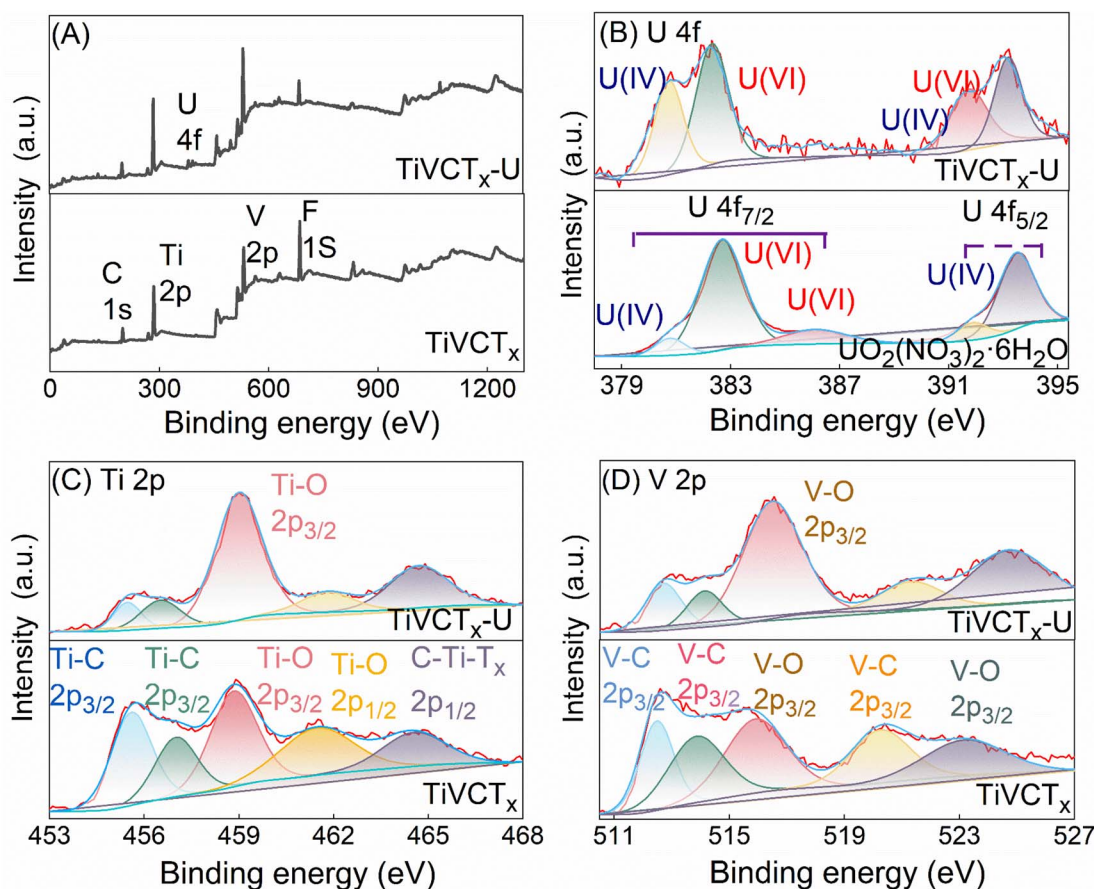 (A)
U
4f
TiVCTₓ-U
C
1s
Ti
2p
V
2p
F
1S
TiVCTₓ
Intensity (a.u.)
0 300 600 900 1200
Binding energy (eV)
(B) U 4f
U(IV)
U(VI)
U(VI)
U(IV)
TiVCTₓ-U
U 4f₇/₂
U 4f₅/₂
U(IV)
U(VI)
U(VI)
U(IV)
UO₂(NO₃)₂·6H₂O
Intensity (a.u.)
379 383 387 391 395
Binding energy (eV)
(C) Ti 2p
Ti-O
2p₃/₂
TiVCTₓ-U
Ti-C
2p₃/₂
Ti-C
2p₃/₂
Ti-O
2p₃/₂
Ti-O
2p₁/₂
C-Ti-Tₓ
2p₁/₂
TiVCTₓ
Intensity (a.u.)
453 456 459 462 465 468
Binding energy (eV)
(D) V 2p
V-O
2p₃/₂
TiVCTₓ-U
V-C
2p₃/₂
V-C
2p₃/₂
V-O
2p₃/₂
V-C
2p₃/₂
V-O
2p₃/₂
TiVCTₓ
Intensity (a.u.)
511 515 519 523 527
Binding energy (eV)